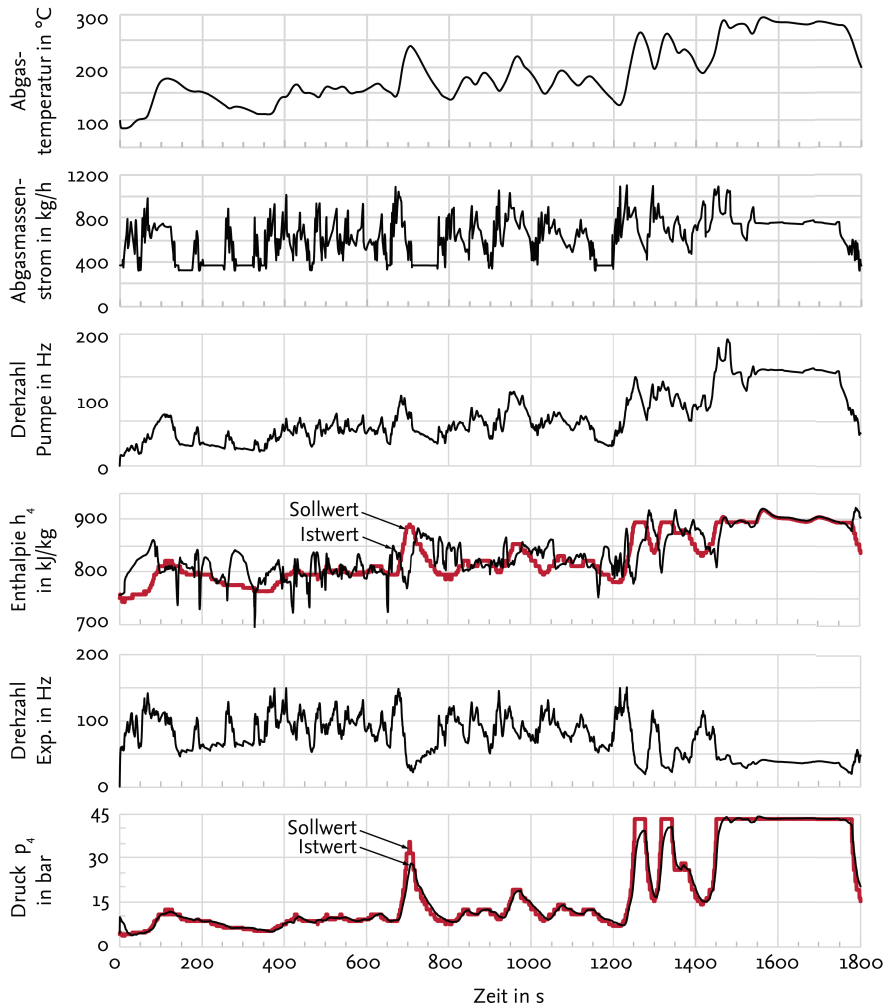 300
200
100
Abgas-
temperatur in °C
1200
800
400
0
Abgasmassen-
strom in kg/h
200
100
0
Drehzahl
Pumpe in Hz
900
800
700
Enthalpie h4
in kJ/kg
Sollwert
Istwert
200
100
0
Drehzahl
Exp. in Hz
45
30
15
0
Druck p4
in bar
Sollwert
Istwert
0 200 400 600 800 1000 1200 1400 1600 1800
Zeit in s